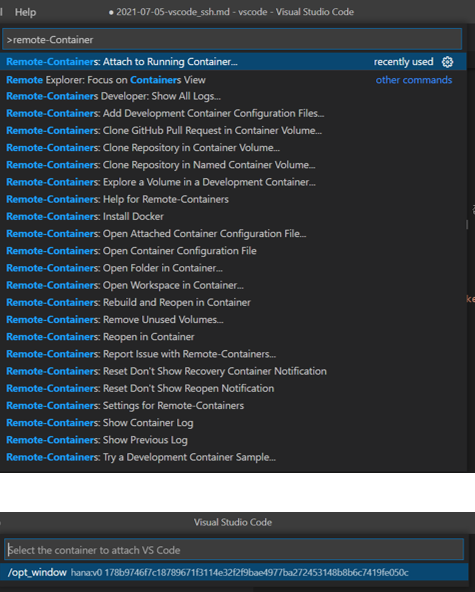 l Help ● 2021-07-05-vscode_ssh.md - vscode - Visual Studio Code
>remote-Container
Remote-Containers: Attach to Running Container... recently used
Remote Explorer: Focus on Containers View other commands
Remote-Containers Developer: Show All Logs...
Remote-Containers: Add Development Container Configuration Files...
Remote-Containers: Clone GitHub Pull Request in Container Volume...
Remote-Containers: Clone Repository in Container Volume...
Remote-Containers: Clone Repository in Named Container Volume...
Remote-Containers: Explore a Volume in a Development Container...
Remote-Containers: Help for Remote-Containers
Remote-Containers: Install Docker
Remote-Containers: Open Attached Container Configuration File...
Remote-Containers: Open Container Configuration File
Remote-Containers: Open Folder in Container...
Remote-Containers: Open Workspace in Container...
Remote-Containers: Rebuild and Reopen in Container
Remote-Containers: Remove Unused Volumes...
Remote-Containers: Reopen in Container
Remote-Containers: Report Issue with Remote-Containers...
Remote-Containers: Reset Don't Show Recovery Container Notification
Remote-Containers: Reset Don't Show Reopen Notification
Remote-Containers: Settings for Remote-Containers
Remote-Containers: Show Container Log
Remote-Containers: Show Previous Log
Remote-Containers: Try a Development Container Sample...
Visual Studio Code
Select the container to attach VS Code
/opt_window hana:v0 178b9746f7c18789671f3114e32f2f9bae4977ba272453148b8b6c7419fe050c